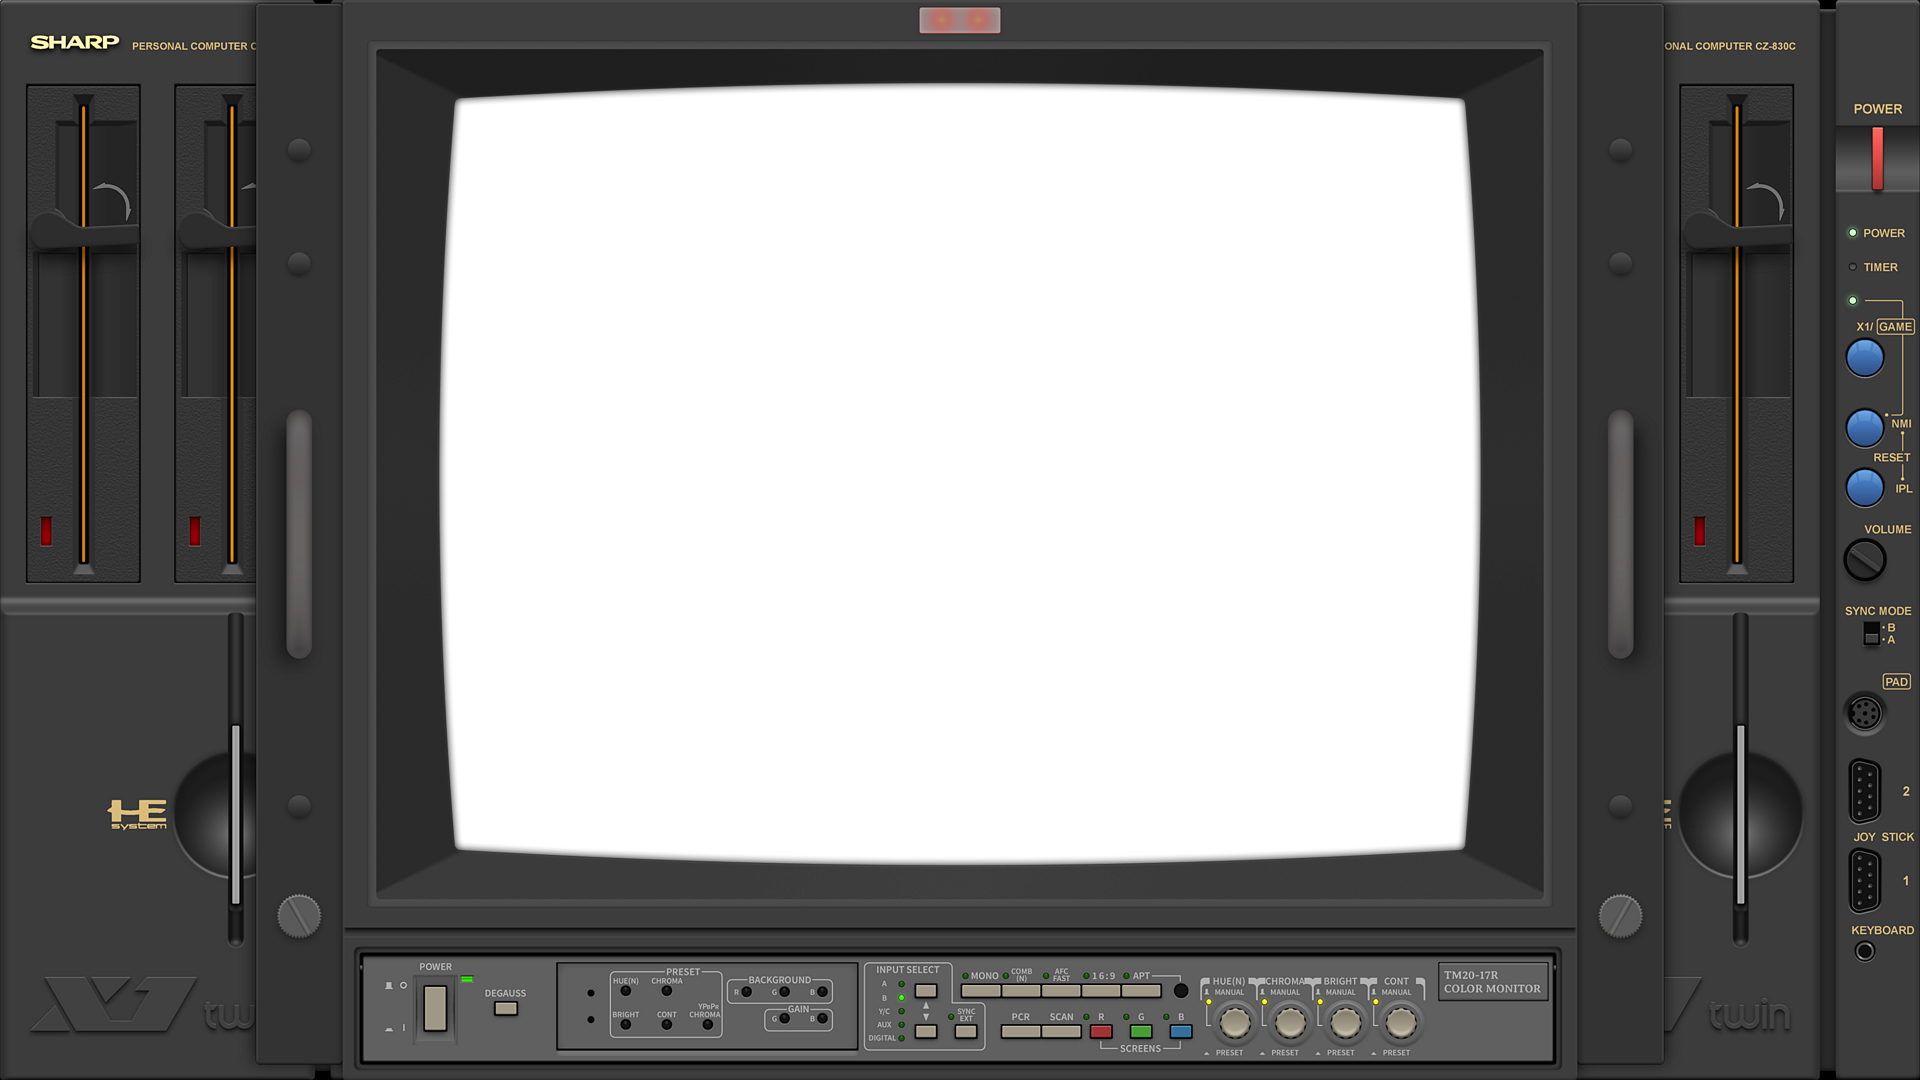 SHARP
PERSONAL COMPUTER
ONAL COMPUTER CZ-830C
POWER
POWER
TIMER
X1/ GAME
NMI
RESET
IPL
VOLUME
SYNC MODE
B
A
PAD
2
JOY STICK
1
KEYBOARD
HE
system
X1 twin
twin
POWER
DEGAUSS
PRESET
HUE(N) CHROMA
BRIGHT CONT YPBPR CHROMA
BACKGROUND
R G B
GAIN
G B
INPUT SELECT
A
B
Y/C
AUX
DIGITAL
SYNC EXT
MONO COMB (N) AFC FAST 16:9 APT
PCR SCAN R G B
SCREENS
HUE(N) CHROMA BRIGHT CONT
MANUAL MANUAL MANUAL MANUAL
PRESET PRESET PRESET PRESET
TM20-17R
COLOR MONITOR